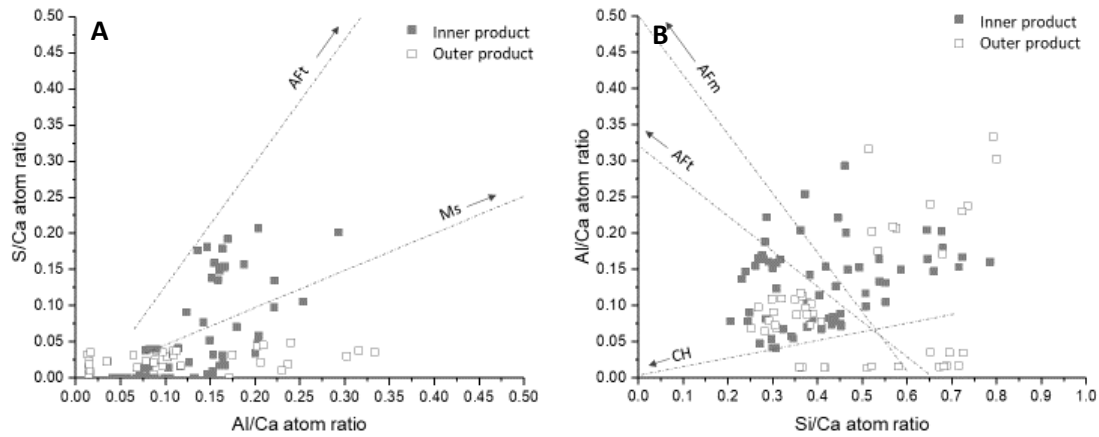 A
Inner product
Outer product
AFt
Ms
S/Ca atom ratio
0.50
0.45
0.40
0.35
0.30
0.25
0.20
0.15
0.10
0.05
0.00
0.00 0.05 0.10 0.15 0.20 0.25 0.30 0.35 0.40 0.45 0.50
Al/Ca atom ratio
B
Inner product
Outer product
AFm
AFt
CH
Al/Ca atom ratio
0.50
0.45
0.40
0.35
0.30
0.25
0.20
0.15
0.10
0.05
0.00
0.0 0.1 0.2 0.3 0.4 0.5 0.6 0.7 0.8 0.9 1.0
Si/Ca atom ratio